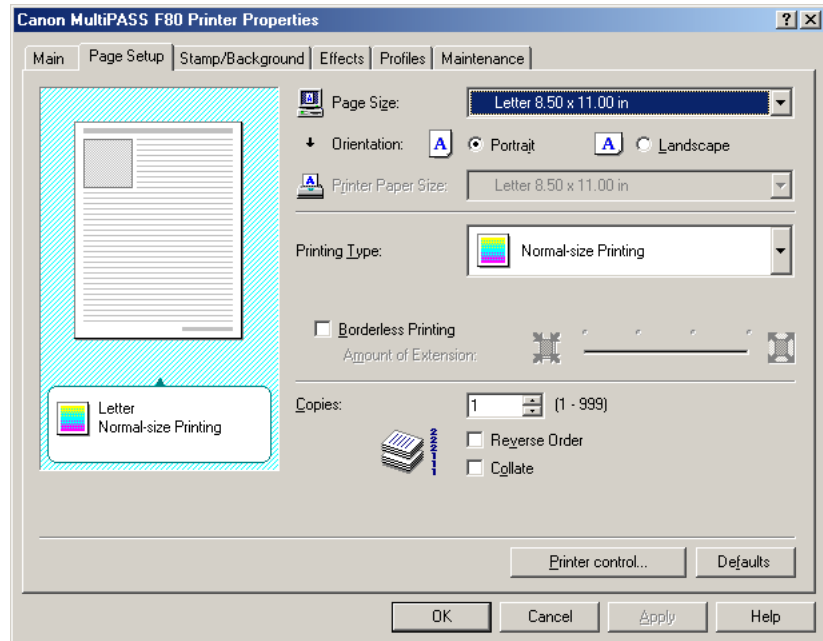 Canon MultiPASS F80 Printer Properties
Main Page Setup Stamp/Background Effects Profiles Maintenance
Page Size: Letter 8.50 x 11.00 in
Orientation: A Portrait A Landscape
Printer Paper Size: Letter 8.50 x 11.00 in
Printing Type: Normal-size Printing
Borderless Printing
Amount of Extension:
Letter
Normal-size Printing
Copies: 1 (1 - 999)
222111
Reverse Order
Collate
Printer control... Defaults
OK Cancel Apply Help